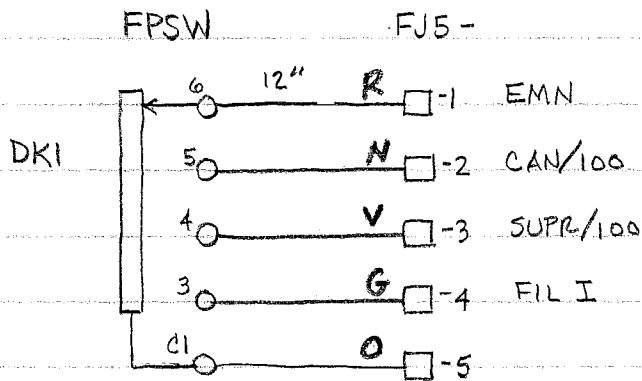 FPSW FJ5-
6 12" R -1 EMN
DK1 5 N -2 CAN/100
4 V -3 SUPR/100
3 G -4 FIL I
C1 O -5